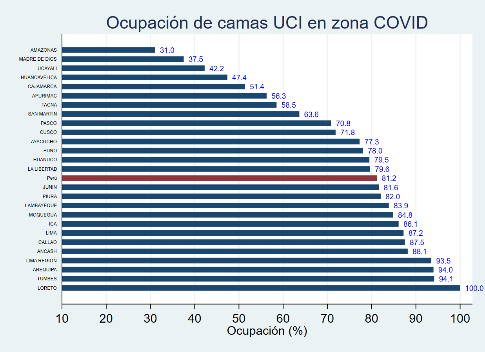 Ocupación de camas UCI en zona COVID
AMAZONAS 31.0
MADRE DE DIOS 37.5
UCAYALI 42.2
HUANCAVELICA 47.4
CAJAMARCA 51.4
APURIMAC 56.3
TACNA 58.5
SAN MARTIN 63.6
PASCO 70.8
CUSCO 71.8
AYACUCHO 77.3
PUNO 78.0
HUANUCO 79.5
LA LIBERTAD 79.6
Perú 81.2
JUNIN 81.6
PIURA 82.0
LAMBAYEQUE 83.9
MOQUEGUA 84.8
ICA 86.1
LIMA 87.2
CALLAO 87.5
ANCASH 88.1
LIMA REGION 93.5
AREQUIPA 94.0
TUMBES 94.1
LORETO 100.0
10 20 30 40 50 60 70 80 90 100
Ocupación (%)